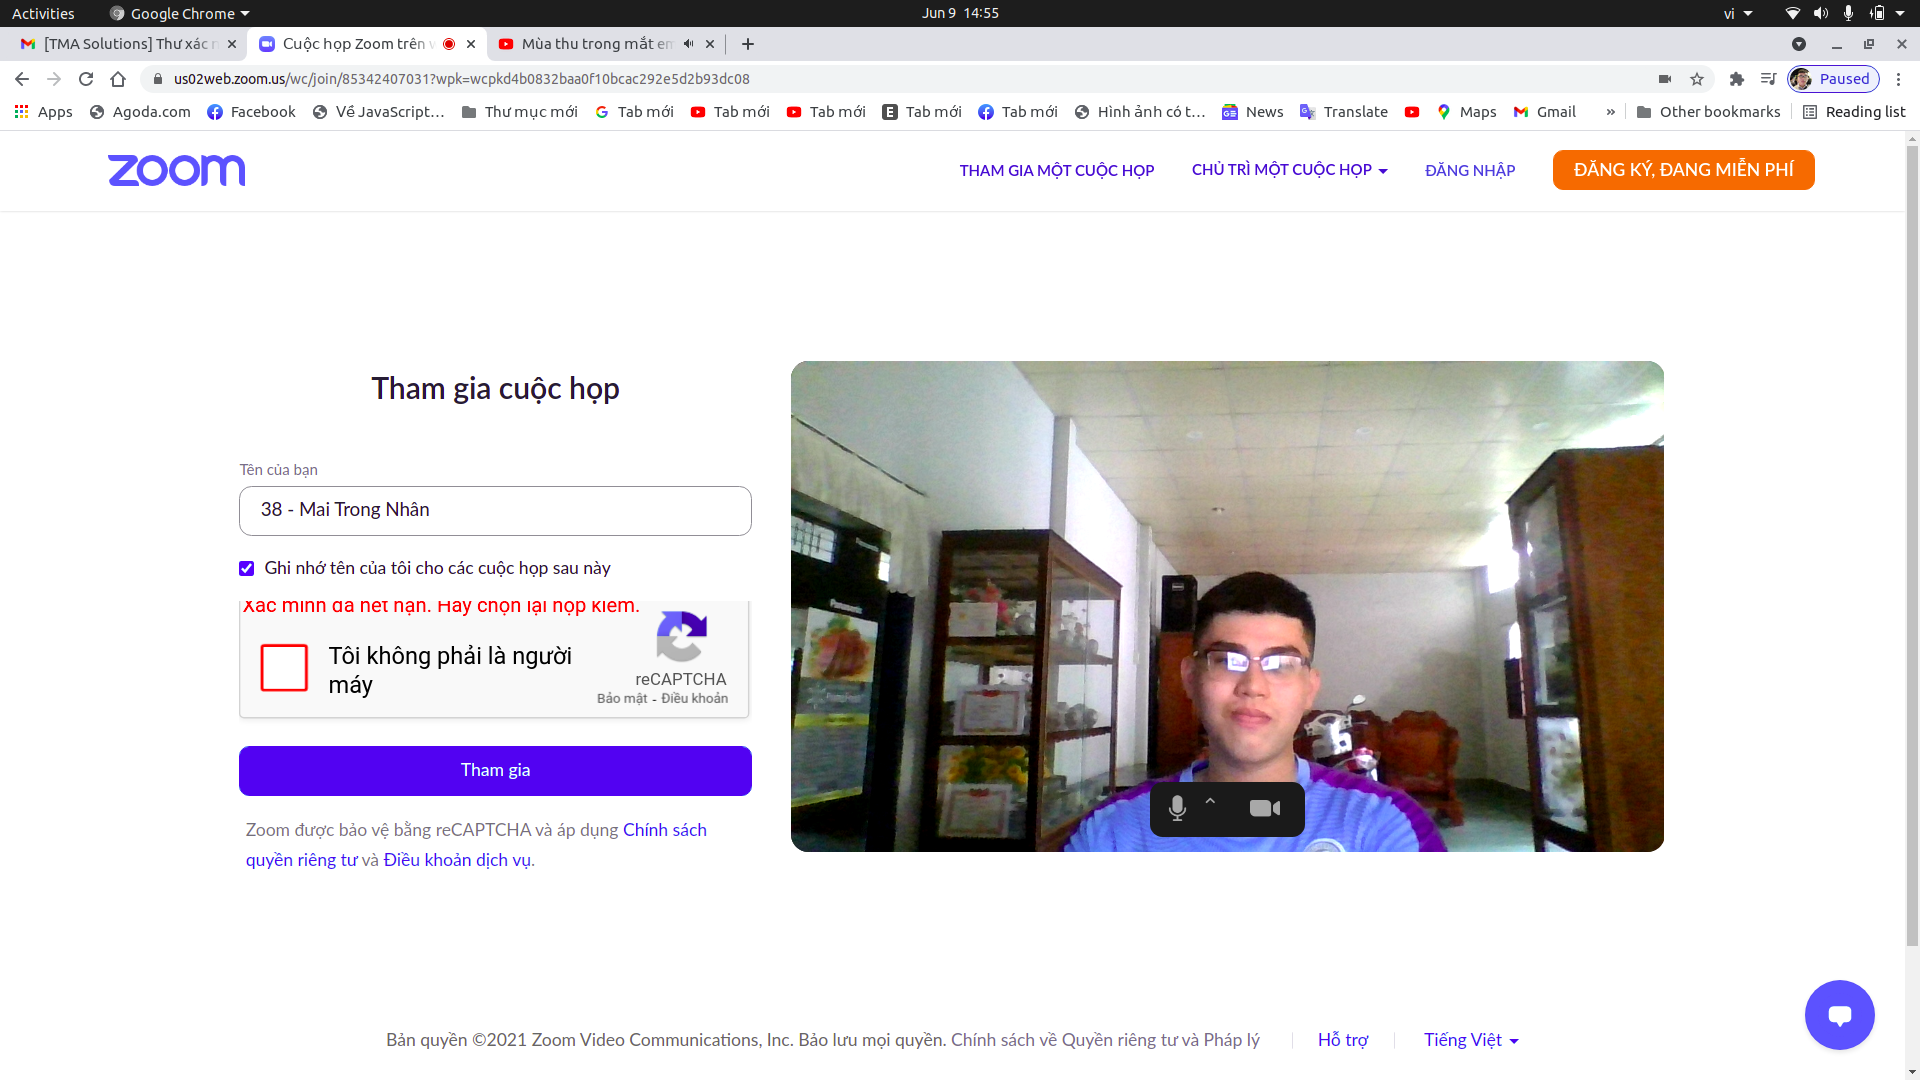 Activities
Google Chrome
Jun 9 14:55
vi
[TMA Solutions] Thư xác n
Cuộc họp Zoom trên v
Mùa thu trong mắt em
us02web.zoom.us/wc/join/85342407031?wpk=wcpkd4b0832baa0f10bcac292e5d2b93dc08
Paused
Apps
Agoda.com
Facebook
Về JavaScript...
Thư mục mới
Tab mới
Tab mới
Tab mới
Tab mới
Tab mới
Hình ảnh có t...
News
Translate
Maps
Gmail
»
Other bookmarks
Reading list
zoom
THAM GIA MỘT CUỘC HỌP
CHỦ TRÌ MỘT CUỘC HỌP
ĐĂNG NHẬP
ĐĂNG KÝ, ĐANG MIỄN PHÍ
Tham gia cuộc họp
Tên của bạn
38 - Mai Trong Nhân
Ghi nhớ tên của tôi cho các cuộc họp sau này
Xác minh đã hết hạn. Hãy chọn lại hộp kiểm.
Tôi không phải là người
máy
reCAPTCHA
Bảo mật - Điều khoản
Tham gia
Zoom được bảo vệ bằng reCAPTCHA và áp dụng Chính sách
quyền riêng tư và Điều khoản dịch vụ.
Bản quyền ©2021 Zoom Video Communications, Inc. Bảo lưu mọi quyền. Chính sách về Quyền riêng tư và Pháp lý
Hỗ trợ
Tiếng Việt